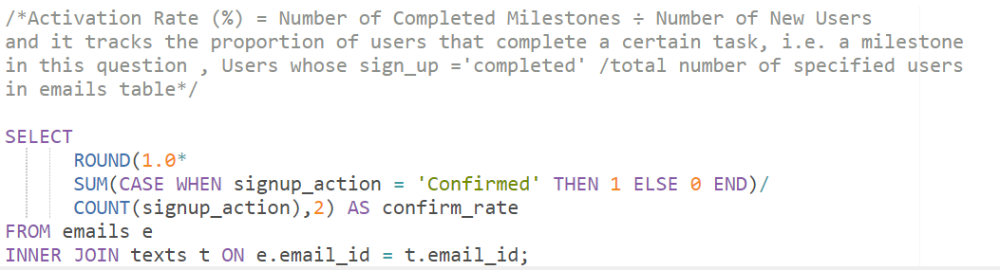 /*Activation Rate (%) = Number of Completed Milestones ÷ Number of New Users
and it tracks the proportion of users that complete a certain task, i.e. a milestone
in this question , Users whose sign_up ='completed' /total number of specified users
in emails table*/
SELECT
ROUND(1.0*
SUM(CASE WHEN signup_action = 'Confirmed' THEN 1 ELSE 0 END)/
COUNT(signup_action),2) AS confirm_rate
FROM emails e
INNER JOIN texts t ON e.email_id = t.email_id;